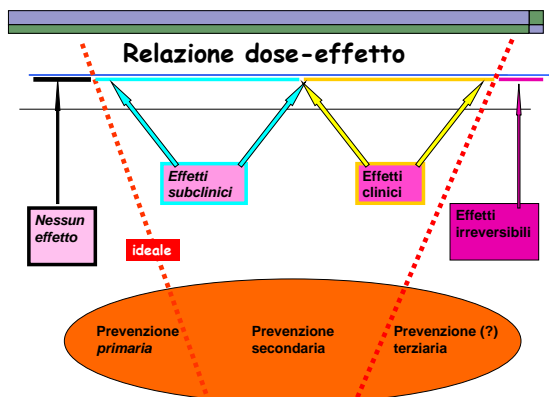 Relazione dose-effetto
Effetti
subclinici
Effetti
clinici
Nessun
effetto
Effetti
irreversibili
ideale
Prevenzione
primaria
Prevenzione
secondaria
Prevenzione (?)
terziaria